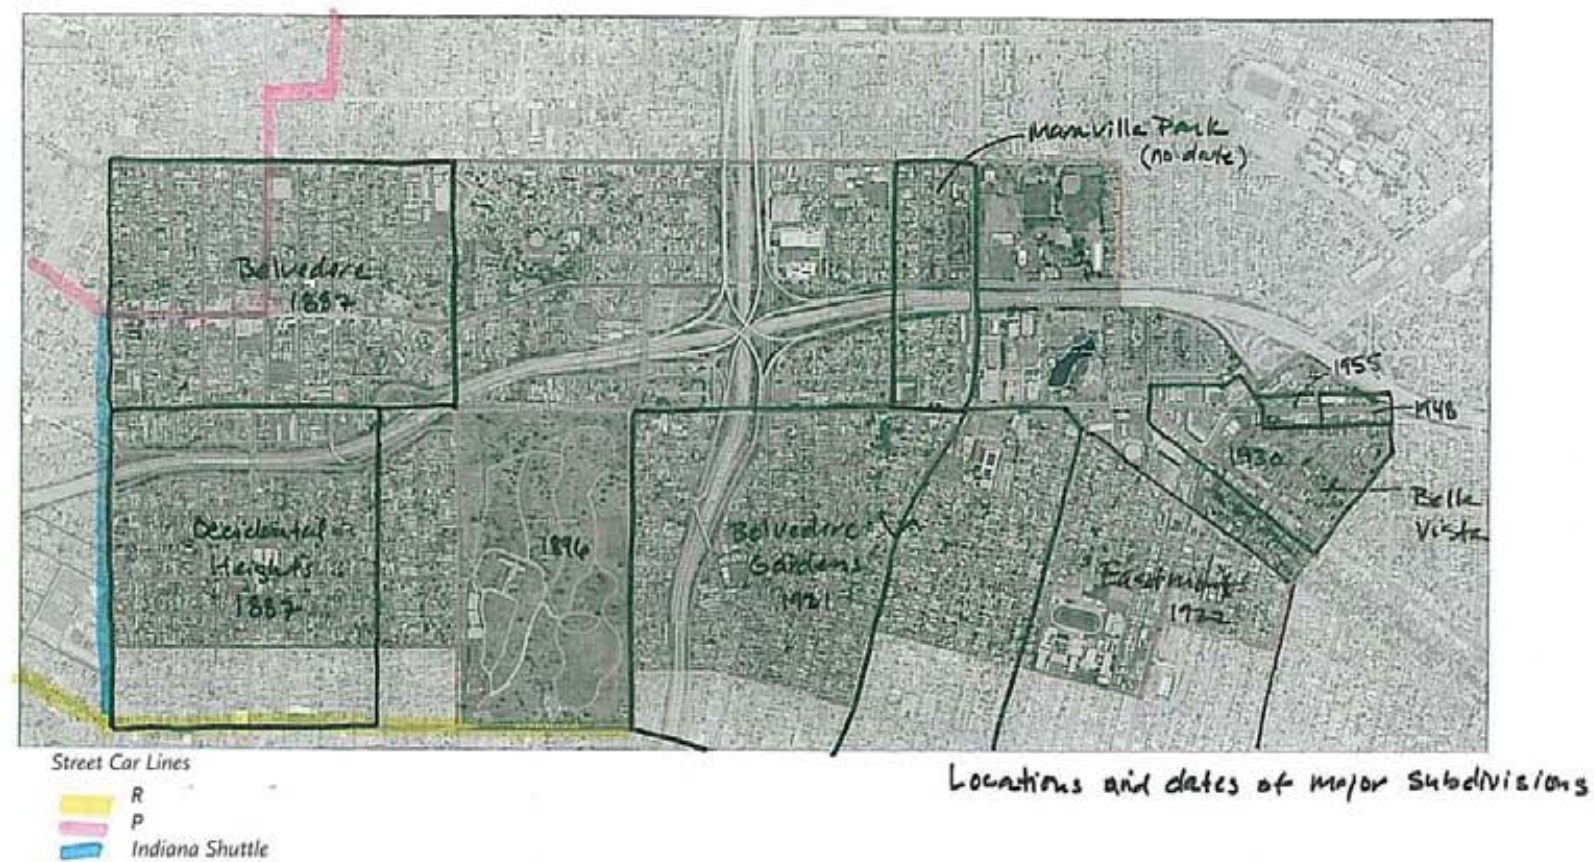 Maravilla Park
(no date)
Belvedere
1887
1955
1948
1930
Belle
Vista
Occidental
Heights
1887
1896
Belvedere
Gardens
1921
Eastmont
1922
Street Car Lines
R
P
Indiana Shuttle
Locations and dates of major subdivisions